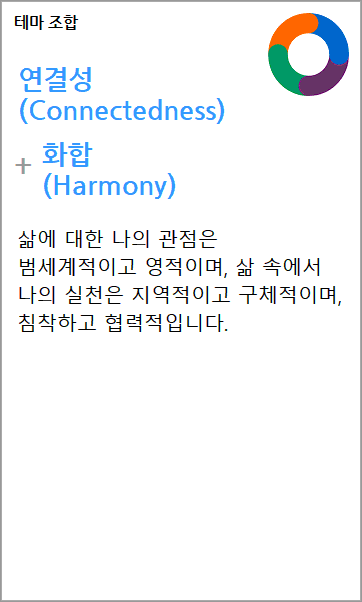 테마 조합
연결성
(Connectedness)
+ 화합
(Harmony)
삶에 대한 나의 관점은
범세계적이고 영적이며, 삶 속에서
나의 실천은 지역적이고 구체적이며,
침착하고 협력적입니다.